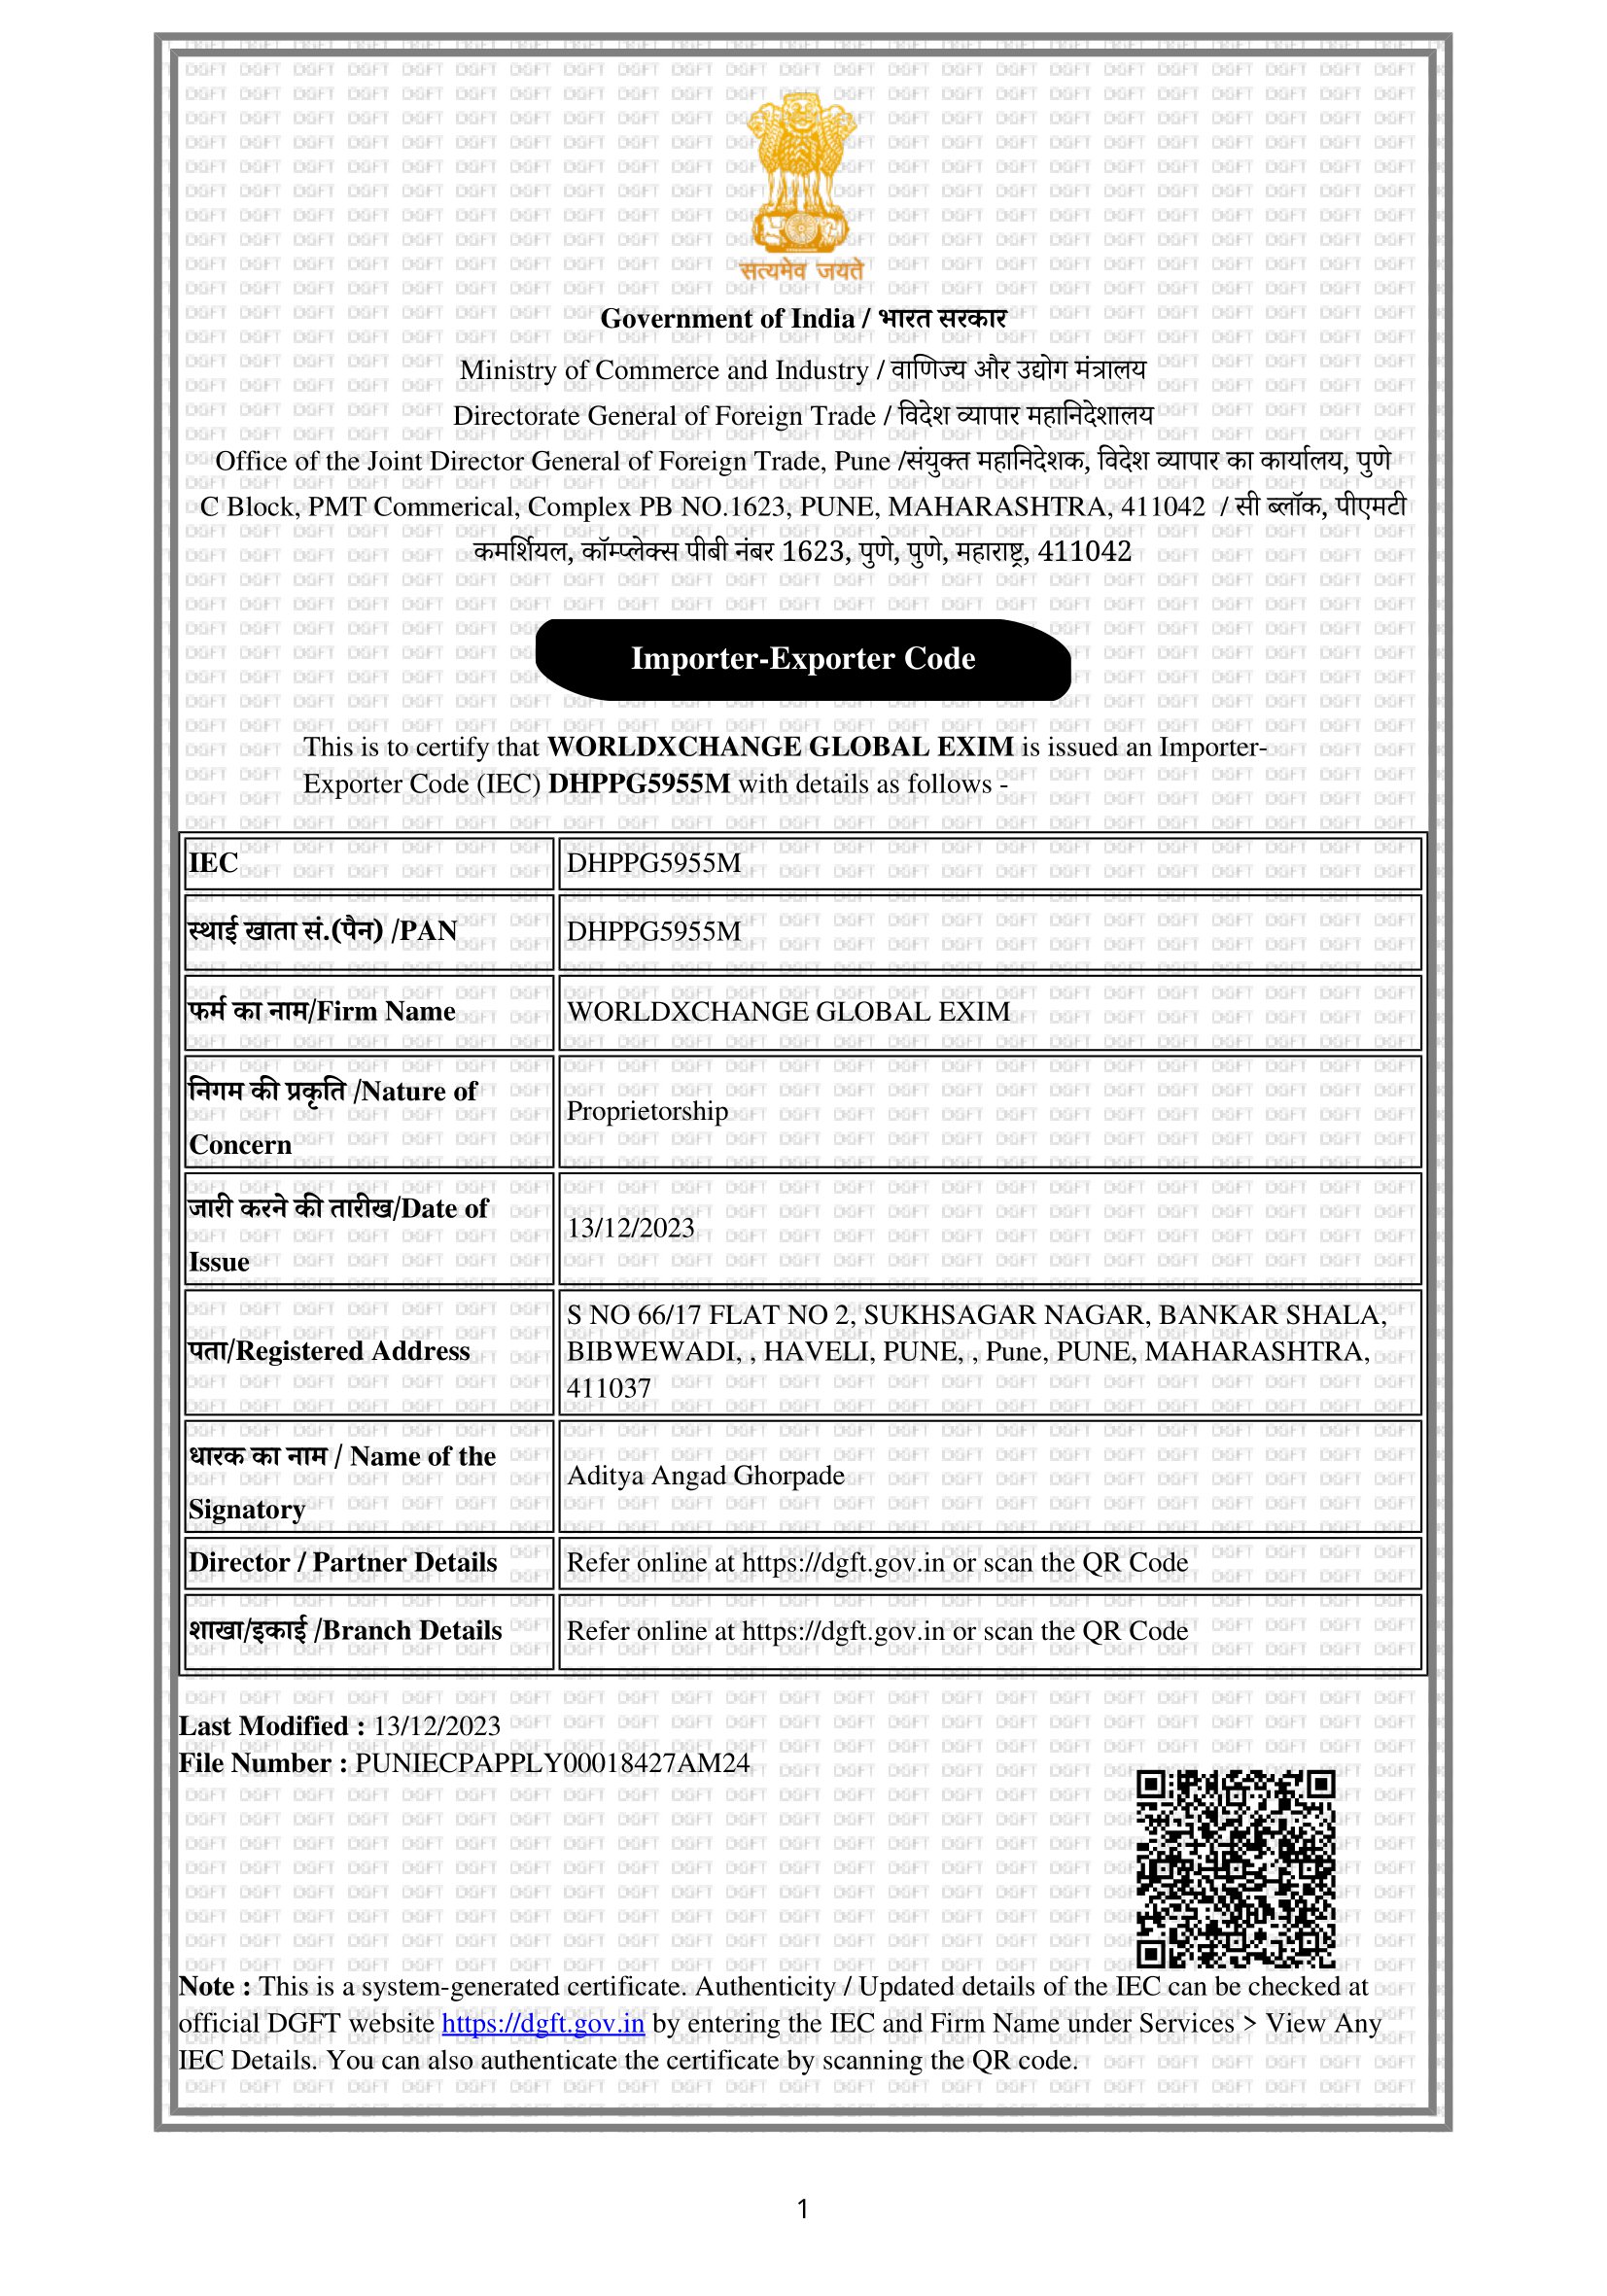 सत्यमेव जयते
Government of India / भारत सरकार
Ministry of Commerce and Industry / वाणिज्य और उद्योग मंत्रालय
Directorate General of Foreign Trade / विदेश व्यापार महानिदेशालय
Office of the Joint Director General of Foreign Trade, Pune /संयुक्त महानिदेशक, विदेश व्यापार का कार्यालय, पुणे
C Block, PMT Commerical, Complex PB NO.1623, PUNE, MAHARASHTRA, 411042 / सी ब्लॉक, पीएमटी
कमर्शियल, कॉम्प्लेक्स पीबी नंबर 1623, पुणे, पुणे, महाराष्ट्र, 411042
Importer-Exporter Code
This is to certify that WORLDXCHANGE GLOBAL EXIM is issued an Importer-
Exporter Code (IEC) DHPPG5955M with details as follows -
IEC DHPPG5955M
स्थाई खाता सं.(पैन) /PAN DHPPG5955M
फर्म का नाम/Firm Name WORLDXCHANGE GLOBAL EXIM
निगम की प्रकृति /Nature of
Concern
Proprietorship
जारी करने की तारीख/Date of
Issue
13/12/2023
पता/Registered Address
S NO 66/17 FLAT NO 2, SUKHSAGAR NAGAR, BANKAR SHALA,
BIBWEWADI, , HAVELI, PUNE, , Pune, PUNE, MAHARASHTRA,
411037
धारक का नाम / Name of the
Signatory
Aditya Angad Ghorpade
Director / Partner Details Refer online at https://dgft.gov.in or scan the QR Code
शाखा/इकाई /Branch Details Refer online at https://dgft.gov.in or scan the QR Code
Last Modified : 13/12/2023
File Number : PUNIECPAPPLY00018427AM24
Note : This is a system-generated certificate. Authenticity / Updated details of the IEC can be checked at
official DGFT website https://dgft.gov.in by entering the IEC and Firm Name under Services > View Any
IEC Details. You can also authenticate the certificate by scanning the QR code.
1